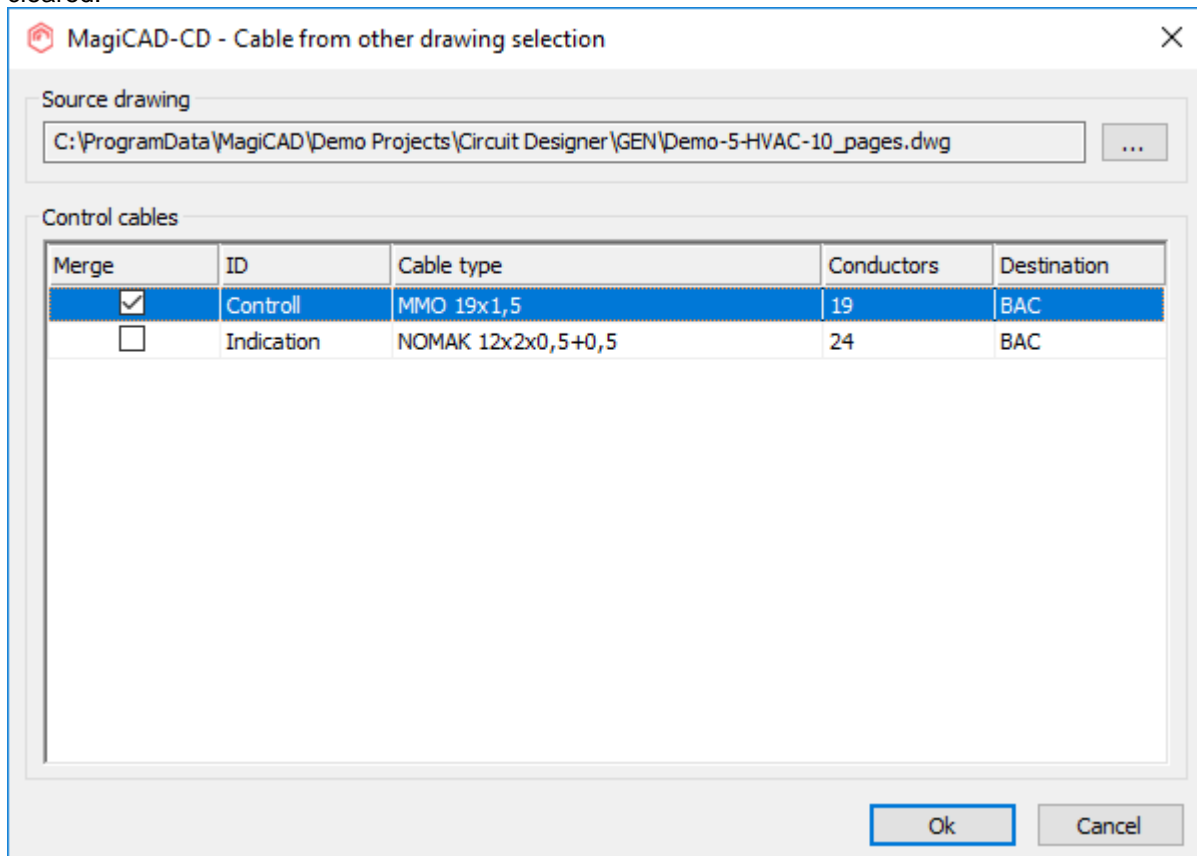 cleared.
MagiCAD-CD - Cable from other drawing selection
Source drawing
C:\ProgramData\MagiCAD\Demo Projects\Circuit Designer\GEN\Demo-5-HVAC-10_pages.dwg ...
Control cables
Merge ID Cable type Conductors Destination
Controll MMO 19x1,5 19 BAC
Indication NOMAK 12x2x0,5+0,5 24 BAC
Ok Cancel